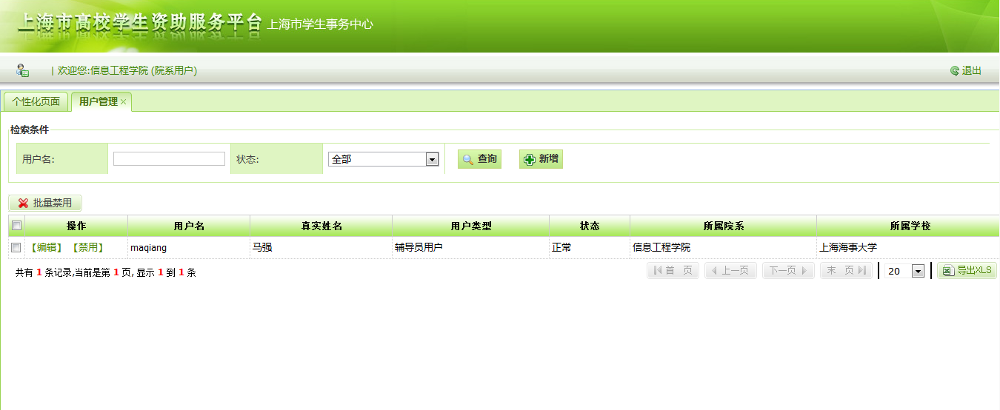 上海市高校学生资助服务平台 上海市学生事务中心
| 欢迎您:信息工程学院 (院系用户) 退出
个性化页面 用户管理
检索条件
用户名: 状态: 全部 查询 新增
批量禁用
操作 用户名 真实姓名 用户类型 状态 所属院系 所属学校
【编辑】 【禁用】 maqiang 马强 辅导员用户 正常 信息工程学院 上海海事大学
共有 1 条记录,当前是第 1 页, 显示 1 到 1 条 首 页 上一页 下一页 末 页 20 导出XLS